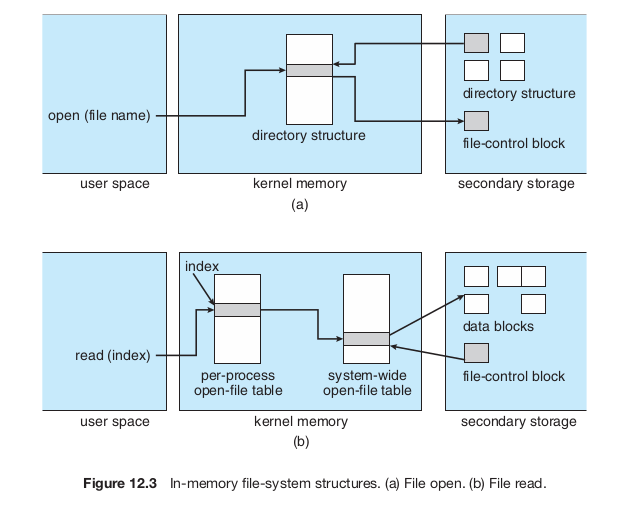 open (file name)
directory structure
directory structure
file-control block
user space
kernel memory
secondary storage
(a)
index
read (index)
data blocks
per-process
open-file table
system-wide
open-file table
file-control block
user space
kernel memory
secondary storage
(b)
Figure 12.3 In-memory file-system structures. (a) File open. (b) File read.